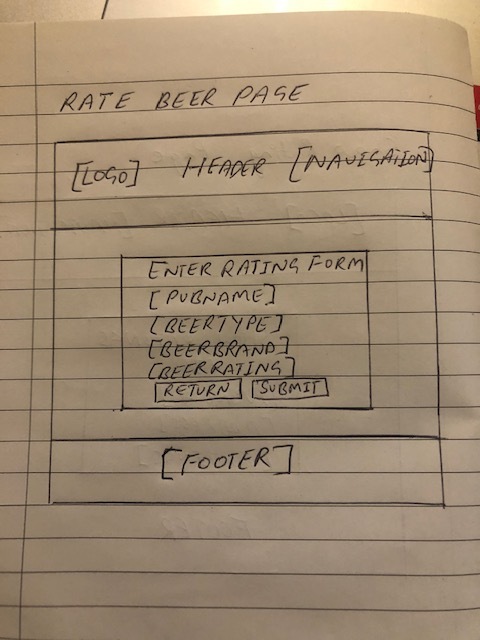 RATE BEER PAGE
[LOGO] HEADER [NAVIGATION]
ENTER RATING FORM
[PUBNAME]
[BEERTYPE]
[BEERBRAND]
[BEERRATING]
RETURN SUBMIT
[FOOTER]